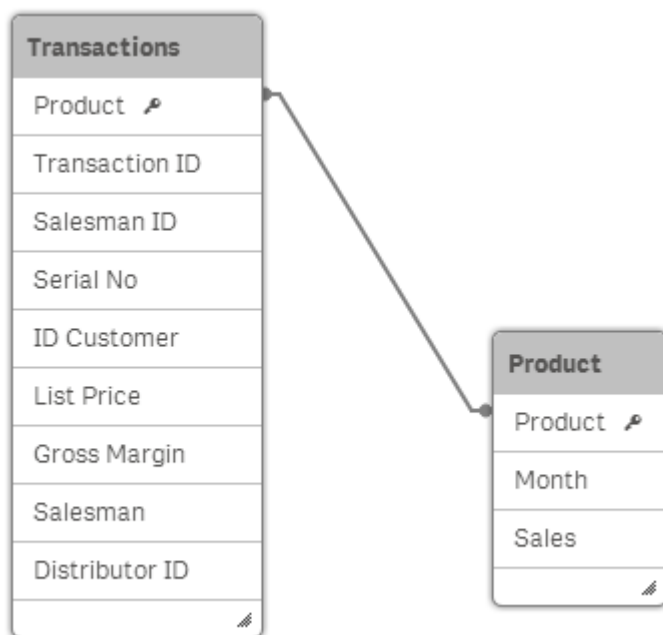 Transactions
Product
Transaction ID
Salesman ID
Serial No
ID Customer
List Price
Gross Margin
Salesman
Distributor ID
Product
Product
Month
Sales